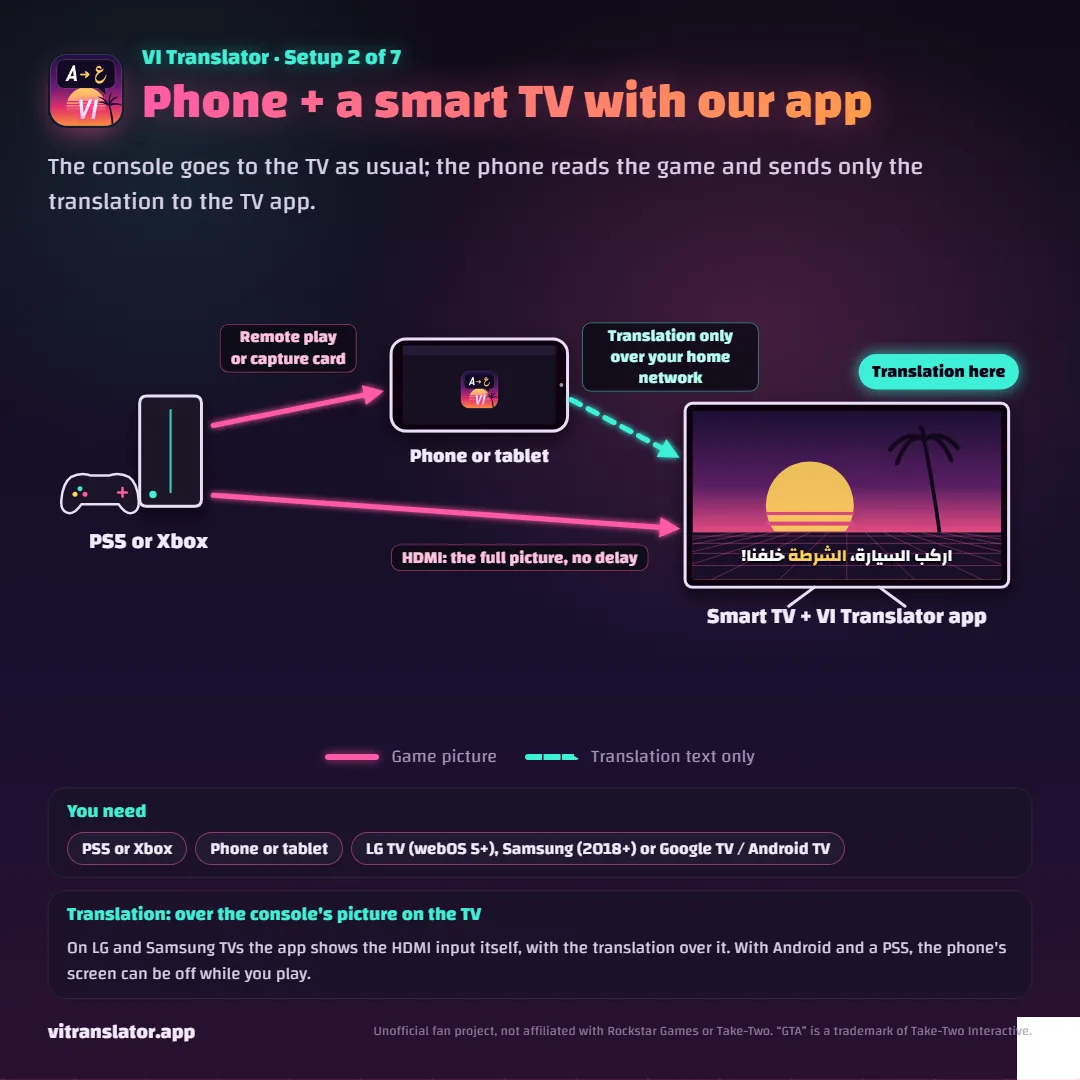 A→ع
VI
VI Translator · Setup 2 of 7
Phone + a smart TV with our app
The console goes to the TV as usual; the phone reads the game and sends only the
translation to the TV app.
Remote play
or capture card
Translation only
over your home
network
Translation here
A→ع
VI
Phone or tablet
PS5 or Xbox
HDMI: the full picture, no delay
اركب السيارة، الشرطة خلفنا!
Smart TV + VI Translator app
Game picture
Translation text only
You need
PS5 or Xbox
Phone or tablet
LG TV (webOS 5+), Samsung (2018+) or Google TV / Android TV
Translation: over the console's picture on the TV
On LG and Samsung TVs the app shows the HDMI input itself, with the translation over it. With Android and a PS5, the phone's
screen can be off while you play.
vitranslator.app
Unofficial fan project, not affiliated with Rockstar Games or Take-Two. “GTA” is a trademark of Take-Two Interactive.